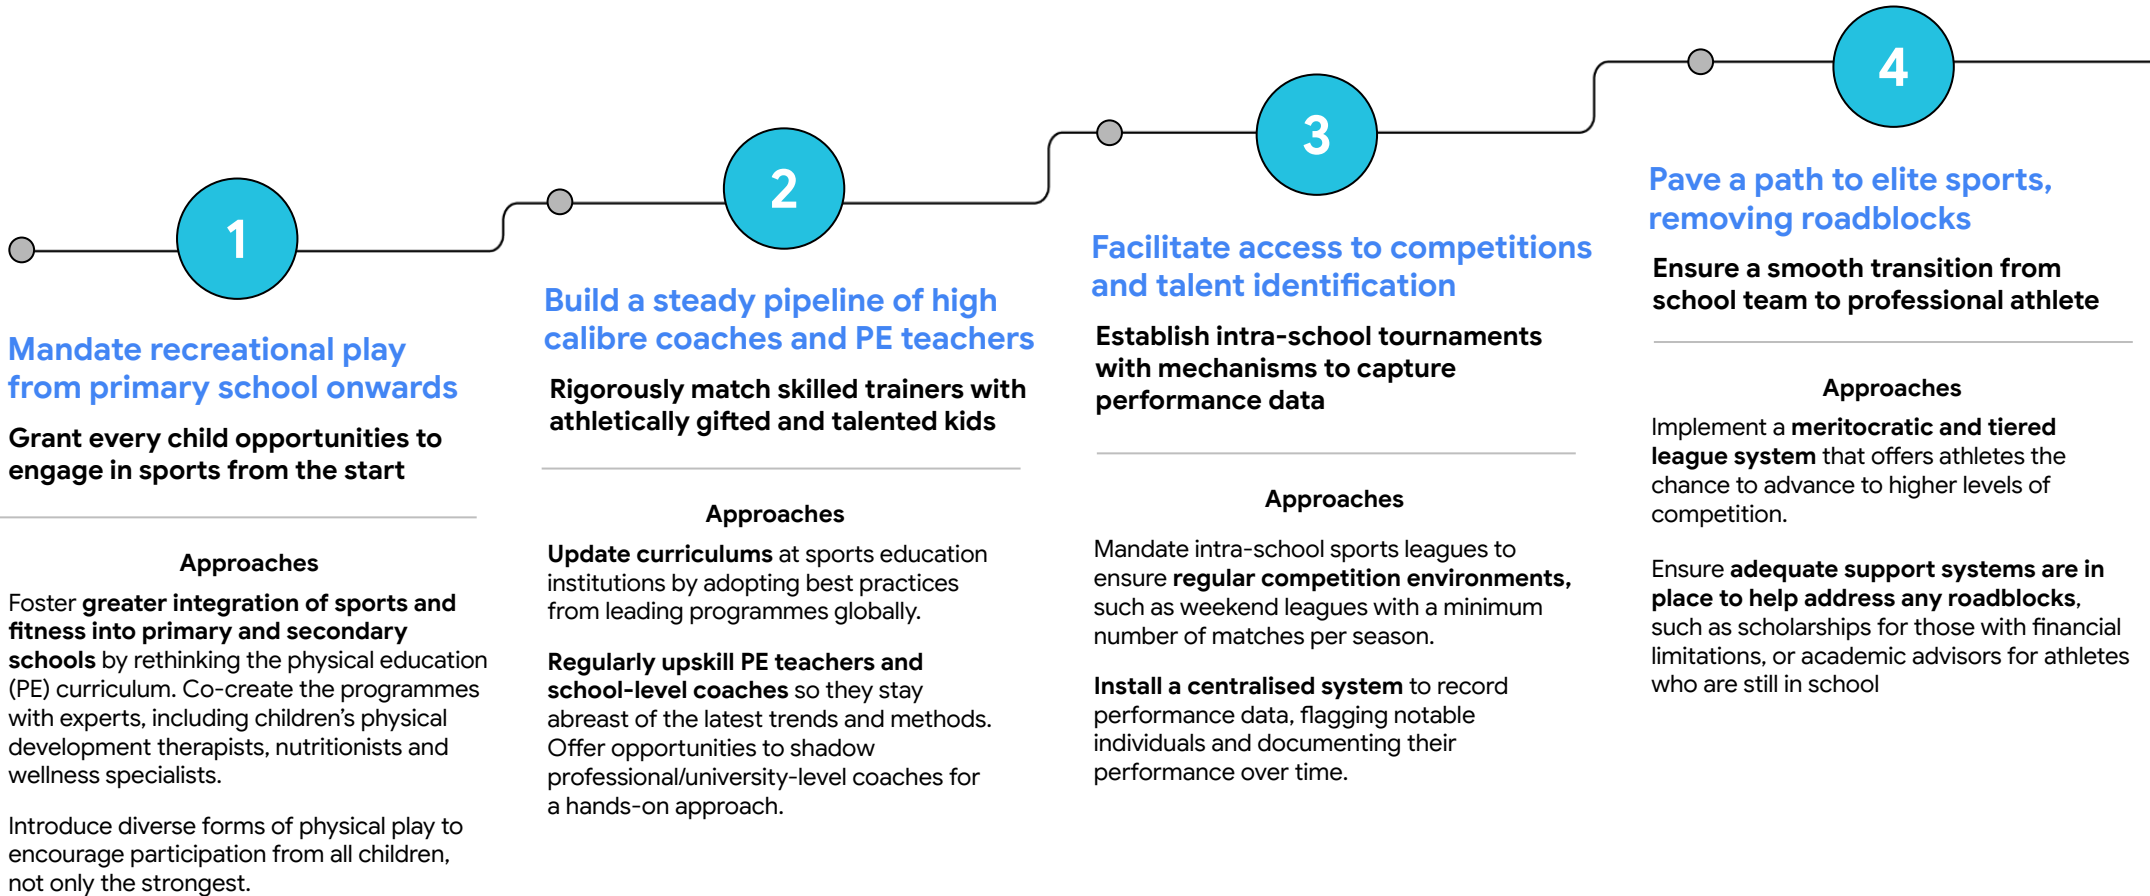 1
Mandate recreational play
from primary school onwards
Grant every child opportunities to
engage in sports from the start
Approaches
Foster greater integration of sports and
fitness into primary and secondary
schools by rethinking the physical education
(PE) curriculum. Co-create the programmes
with experts, including children’s physical
development therapists, nutritionists and
wellness specialists.
Introduce diverse forms of physical play to
encourage participation from all children,
not only the strongest.
2
Build a steady pipeline of high
calibre coaches and PE teachers
Rigorously match skilled trainers with
athletically gifted and talented kids
Approaches
Update curriculums at sports education
institutions by adopting best practices
from leading programmes globally.
Regularly upskill PE teachers and
school-level coaches so they stay
abreast of the latest trends and methods.
Offer opportunities to shadow
professional/university-level coaches for
a hands-on approach.
3
Facilitate access to competitions
and talent identification
Establish intra-school tournaments
with mechanisms to capture
performance data
Approaches
Mandate intra-school sports leagues to
ensure regular competition environments,
such as weekend leagues with a minimum
number of matches per season.
Install a centralised system to record
performance data, flagging notable
individuals and documenting their
performance over time.
4
Pave a path to elite sports,
removing roadblocks
Ensure a smooth transition from
school team to professional athlete
Approaches
Implement a meritocratic and tiered
league system that offers athletes the
chance to advance to higher levels of
competition.
Ensure adequate support systems are in
place to help address any roadblocks,
such as scholarships for those with financial
limitations, or academic advisors for athletes
who are still in school